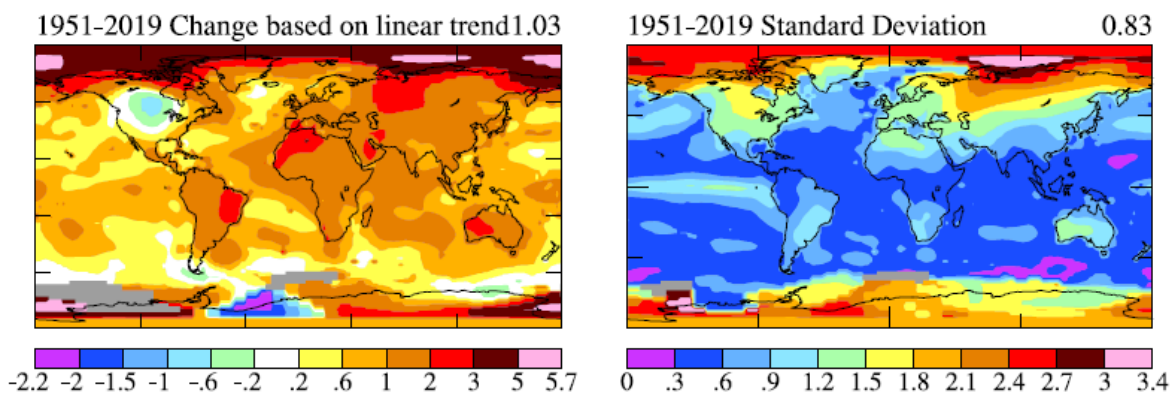 1951-2019 Change based on linear trend1.03
1951-2019 Standard Deviation 0.83
-2.2 -2 -1.5 -1 -.6 -.2 .2 .6 1 2 3 5 5.7
0 .3 .6 .9 1.2 1.5 1.8 2.1 2.4 2.7 3 3.4